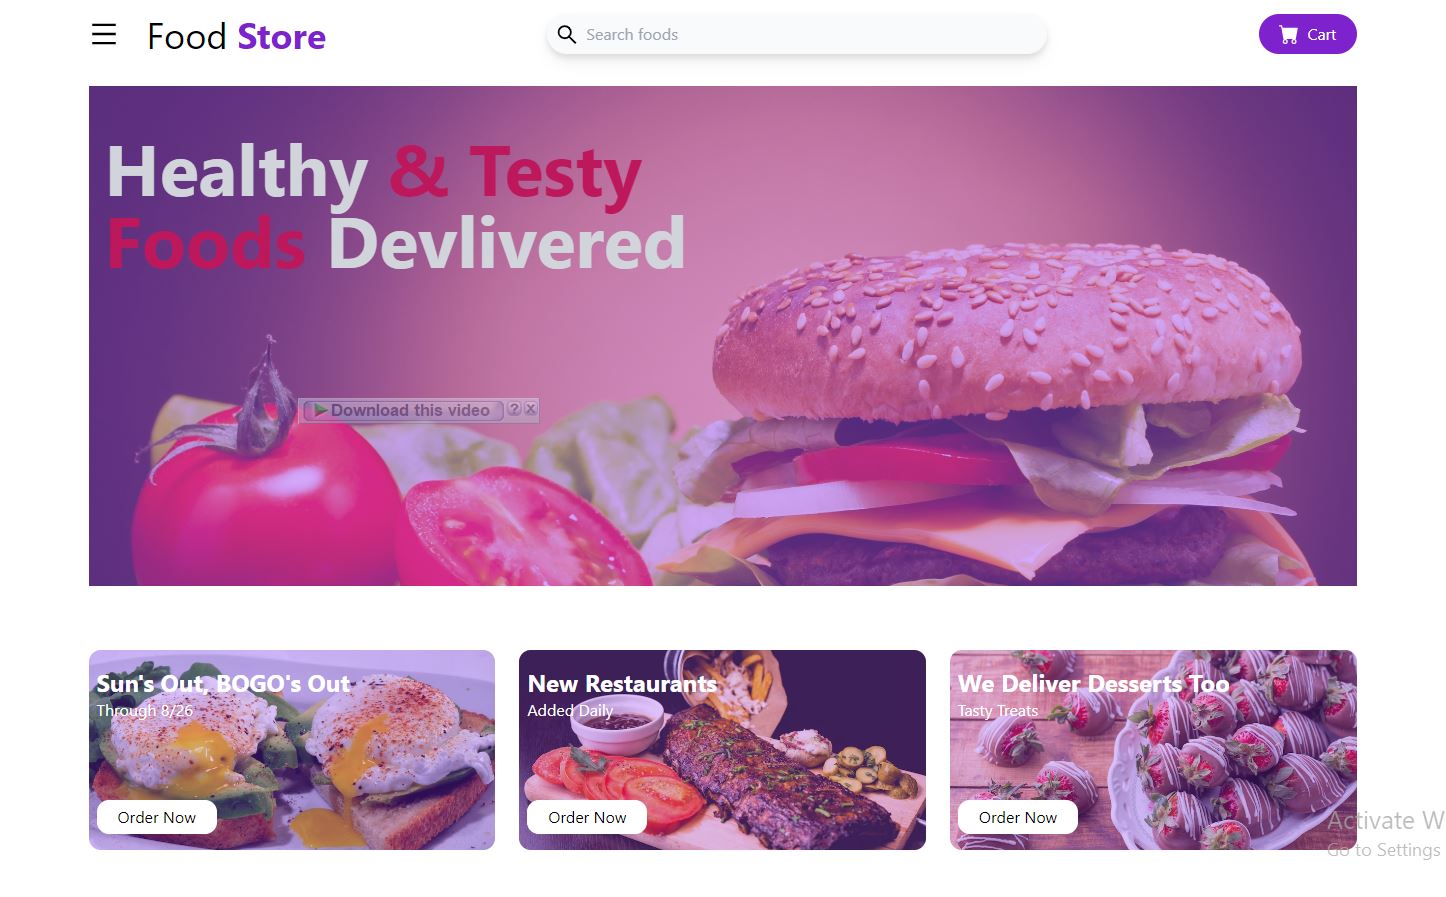 Food Store
Search foods
Cart
Healthy & Testy
Foods Devlivered
Download this video
?
x
Sun's Out, BOGO's Out
Through 8/26
Order Now
New Restaurants
Added Daily
Order Now
We Deliver Desserts Too
Tasty Treats
Order Now
Activate W
Go to Settings